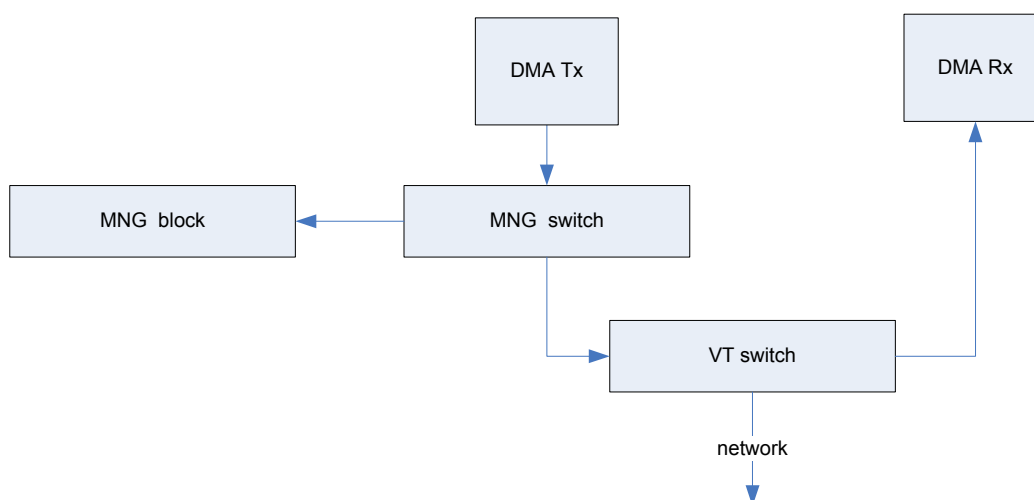 DMA Tx
DMA Rx
MNG block
MNG switch
VT switch
network